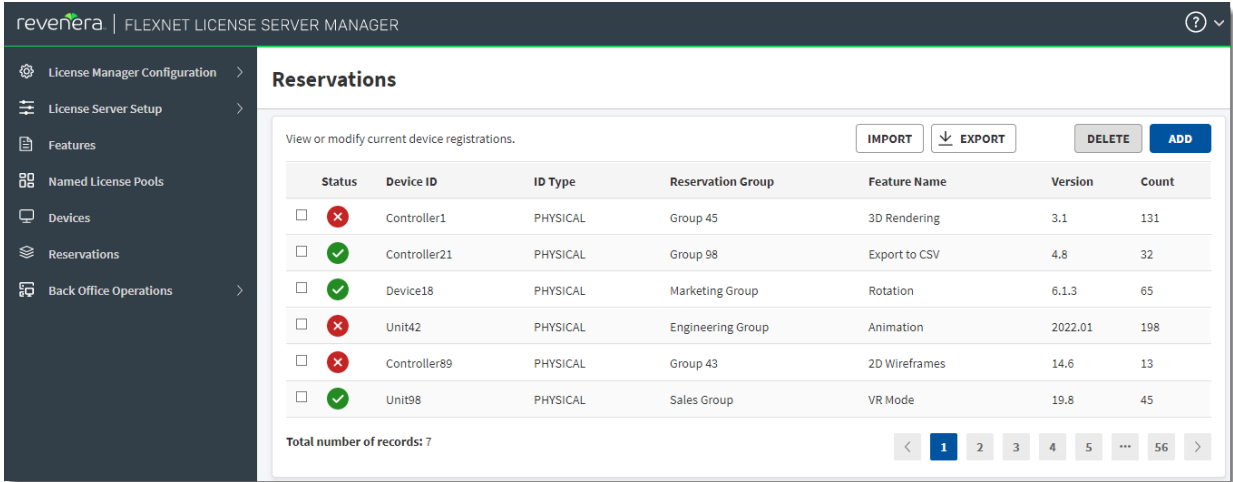 revenera. | FLEXNET LICENSE SERVER MANAGER ?
License Manager Configuration
License Server Setup
Features
Named License Pools
Devices
Reservations
Back Office Operations
Reservations
View or modify current device registrations. IMPORT EXPORT DELETE ADD
Status Device ID ID Type Reservation Group Feature Name Version Count
Controller1 PHYSICAL Group 45 3D Rendering 3.1 131
Controller21 PHYSICAL Group 98 Export to CSV 4.8 32
Device18 PHYSICAL Marketing Group Rotation 6.1.3 65
Unit42 PHYSICAL Engineering Group Animation 2022.01 198
Controller89 PHYSICAL Group 43 2D Wireframes 14.6 13
Unit98 PHYSICAL Sales Group VR Mode 19.8 45
Total number of records: 7 < 1 2 3 4 5 ··· 56 >